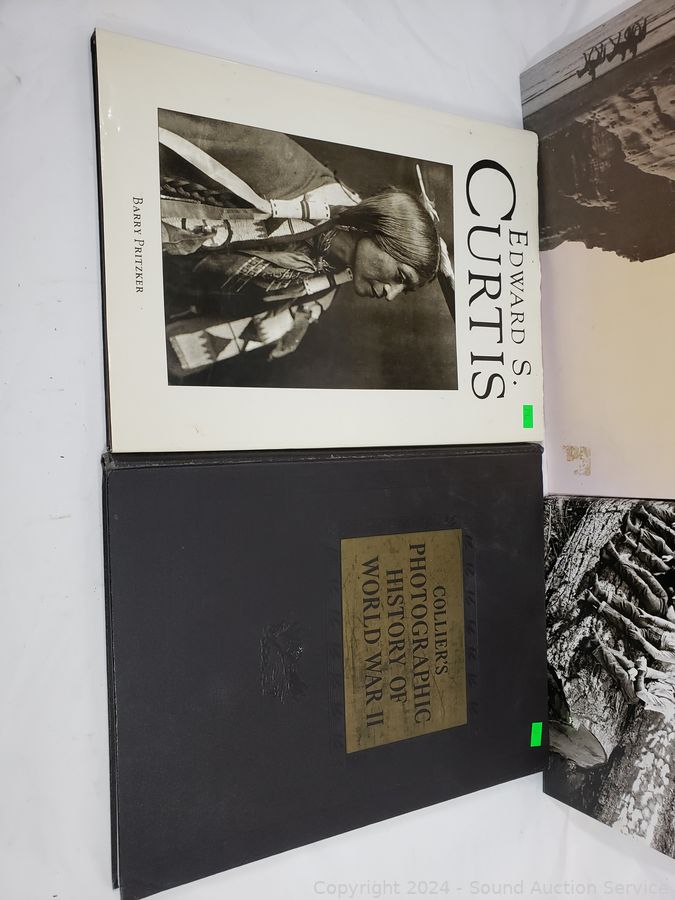 EDWARD S.
CURTIS
BARRY PRITZKER
COLLIER'S
PHOTOGRAPHIC
HISTORY OF
WORLD WAR II
Copyright 2024 - Sound Auction Service